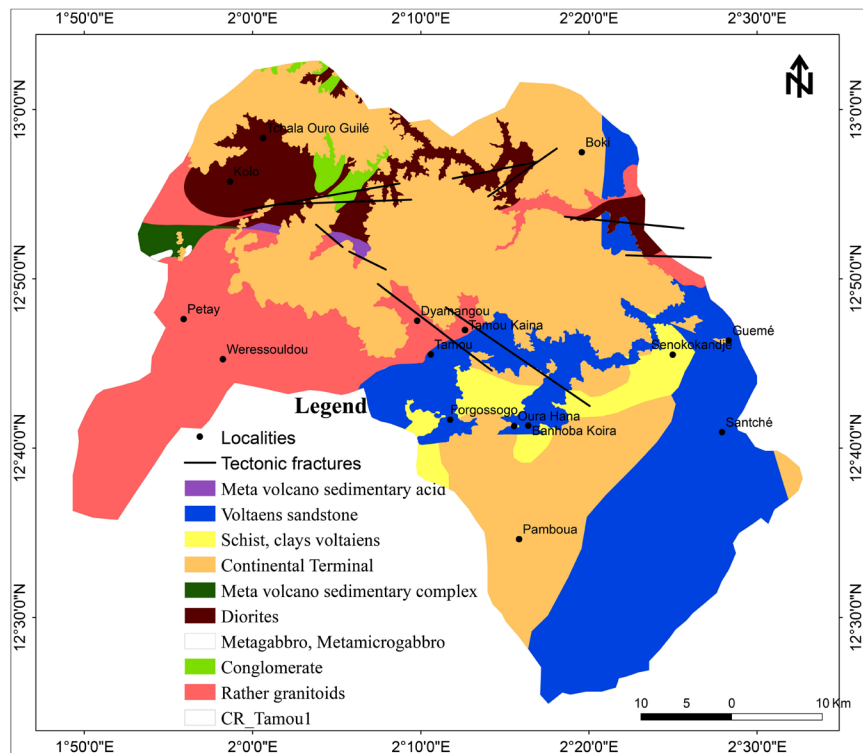 1°50'0"E 2°0'0"E 2°10'0"E 2°20'0"E 2°30'0"E
13°0'0"N 13°0'0"N
N
Tchala Ouro Guilé
Boki
Kolo
12°50'0"N 12°50'0"N
Petay
Dyamangou
Tamou Kaina
Guemé
Weressouldou
Tamou
Senokokandjé
Porgossogo
Oura Hana
Banhoba Koira
Santché
12°40'0"N 12°40'0"N
Pamboua
12°30'0"N 12°30'0"N
Legend
Localities
Tectonic fractures
Meta volcano sedimentary acid
Voltaens sandstone
Schist, clays voltaiens
Continental Terminal
Meta volcano sedimentary complex
Diorites
Metagabbro, Metamicrogabbro
Conglomerate
Rather granitoids
CR_Tamou1
10 5 0 10 Km
1°50'0"E 2°0'0"E 2°10'0"E 2°20'0"E 2°30'0"E